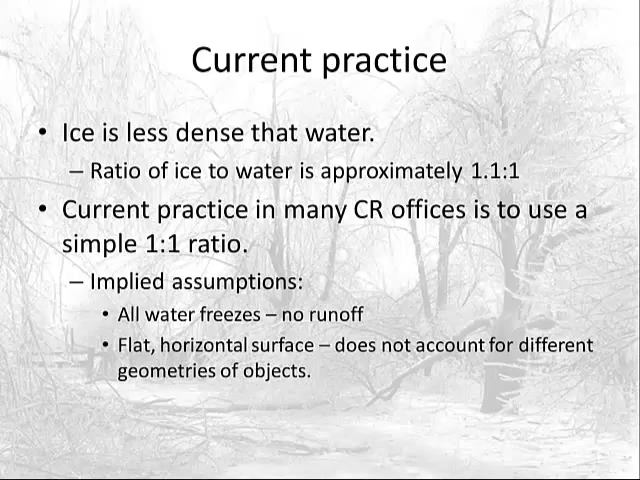 Current practice
• Ice is less dense that water.
– Ratio of ice to water is approximately 1.1:1
• Current practice in many CR offices is to use a
simple 1:1 ratio.
– Implied assumptions:
• All water freezes – no runoff
• Flat, horizontal surface – does not account for different
geometries of objects.